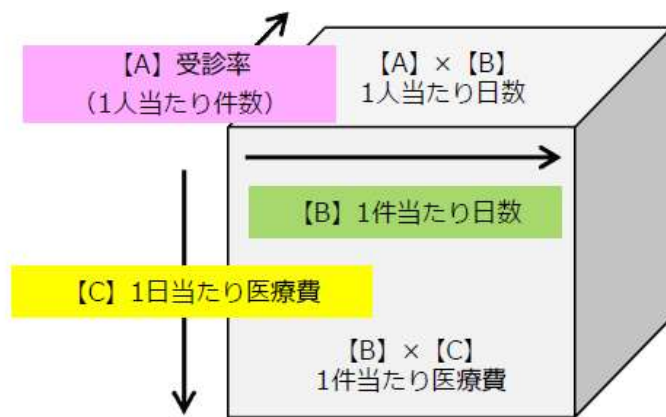 【A】受診率
（1人当たり件数）
【A】×【B】
1人当たり日数
【B】1件当たり日数
【C】1日当たり医療費
【B】×【C】
1件当たり医療費